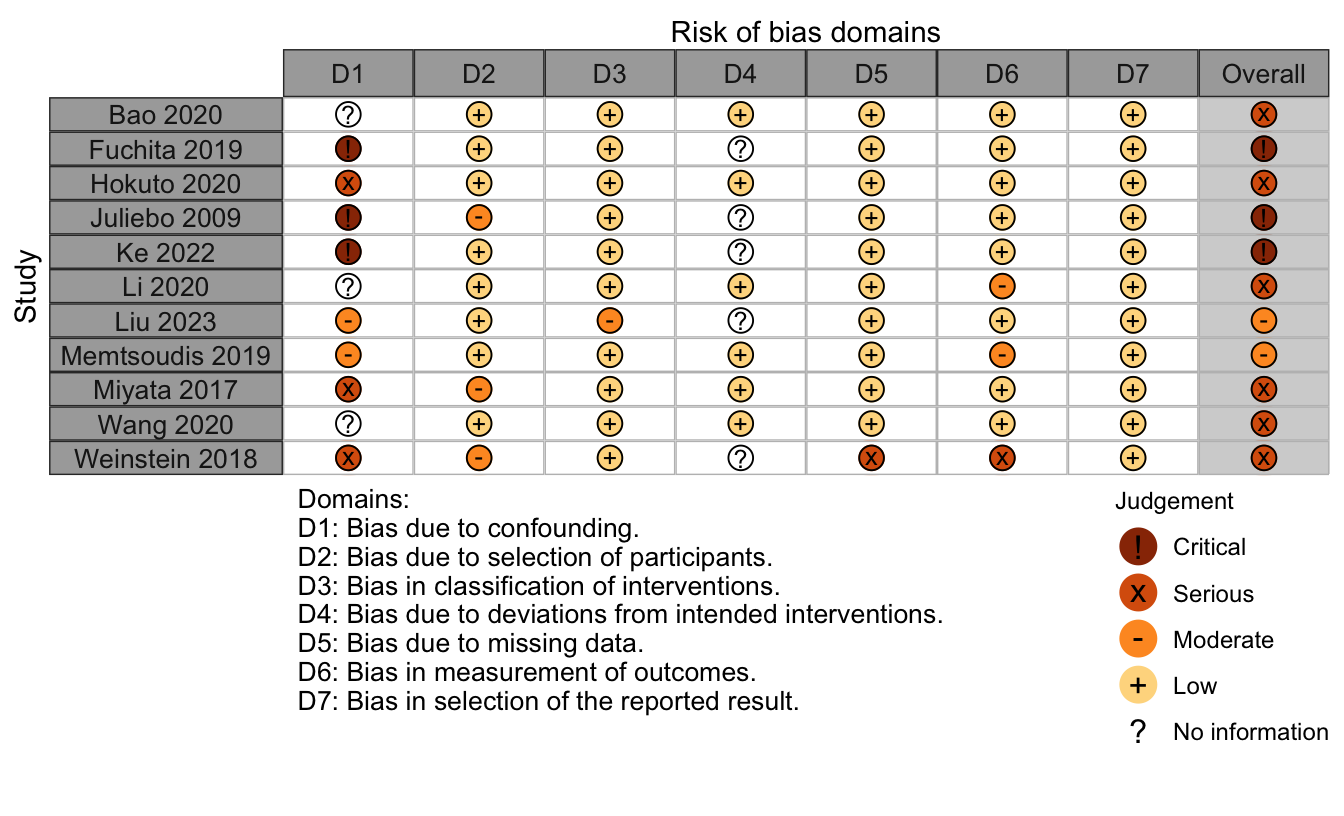 Risk of bias domains
D1 D2 D3 D4 D5 D6 D7 Overall
Study
Bao 2020 ? + + + + + + x
Fuchita 2019 ! + + ? + + + !
Hokuto 2020 x + + + + + + x
Juliebo 2009 ! - + ? + + + !
Ke 2022 ! + + ? + + + !
Li 2020 ? + + + + - + x
Liu 2023 - + - ? + + + -
Memtsoudis 2019 - + + + + - + -
Miyata 2017 x - + + + + + x
Wang 2020 ? + + + + + + x
Weinstein 2018 x - + ? x x + x
Domains:
D1: Bias due to confounding.
D2: Bias due to selection of participants.
D3: Bias in classification of interventions.
D4: Bias due to deviations from intended interventions.
D5: Bias due to missing data.
D6: Bias in measurement of outcomes.
D7: Bias in selection of the reported result.
Judgement
! Critical
x Serious
- Moderate
+ Low
? No information